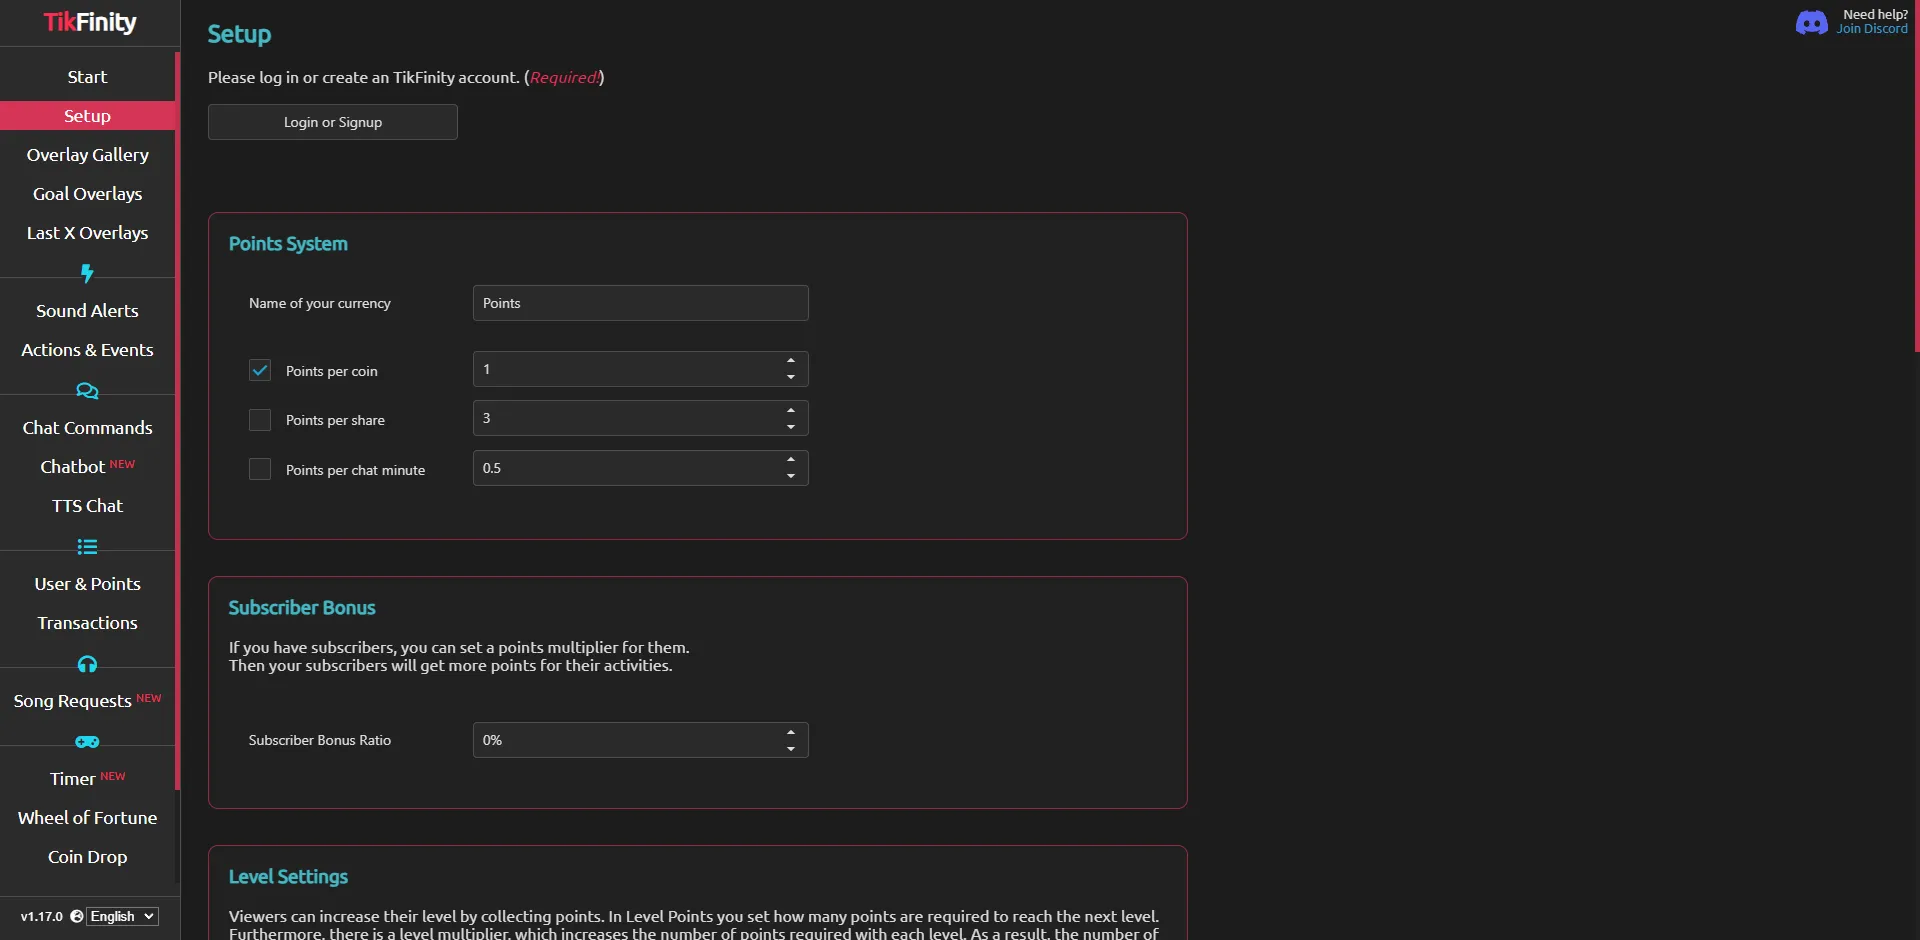 TikFinity
Start
Setup
Overlay Gallery
Goal Overlays
Last X Overlays
Sound Alerts
Actions & Events
Chat Commands
Chatbot NEW
TTS Chat
User & Points
Transactions
Song Requests NEW
Timer NEW
Wheel of Fortune
Coin Drop
v1.17.0 English
Need help?
Join Discord
Setup
Please log in or create an TikFinity account. (Required!)
Login or Signup
Points System
Name of your currency Points
Points per coin 1
Points per share 3
Points per chat minute 0.5
Subscriber Bonus
If you have subscribers, you can set a points multiplier for them.
Then your subscribers will get more points for their activities.
Subscriber Bonus Ratio 0%
Level Settings
Viewers can increase their level by collecting points. In Level Points you set how many points are required to reach the next level.
Furthermore, there is a level multiplier, which increases the number of points required with each level. As a result, the number of